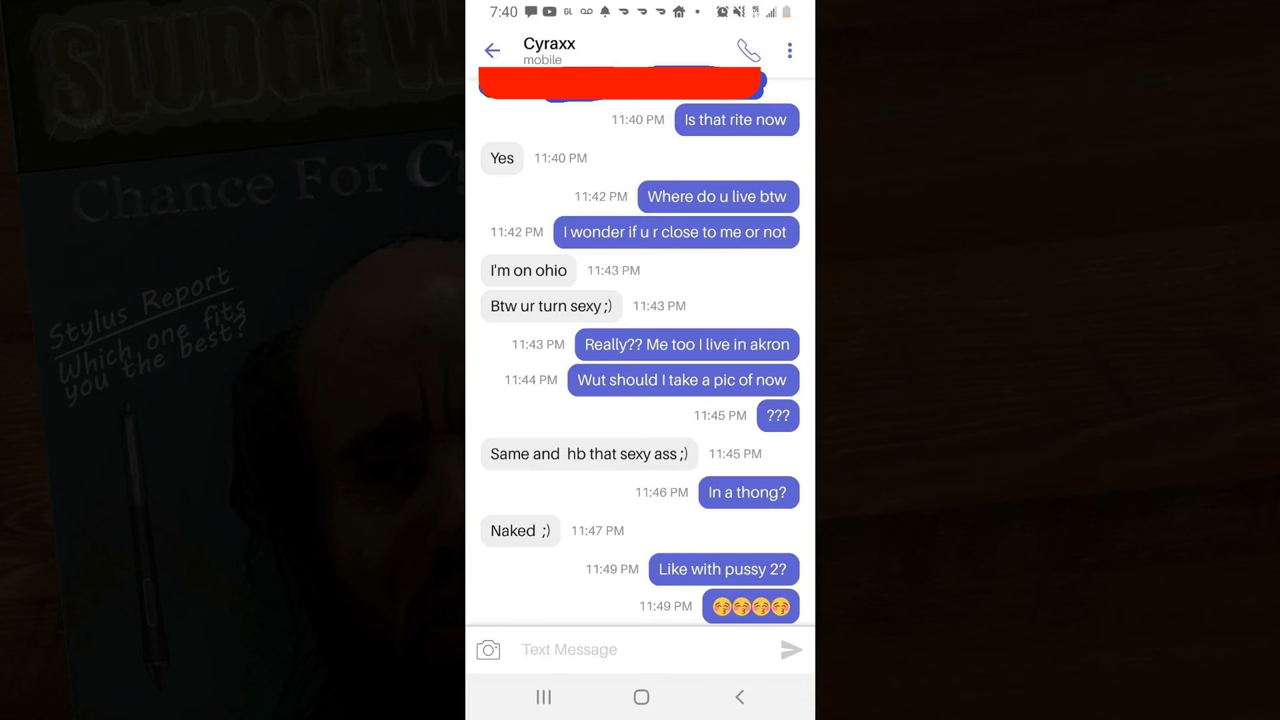 SLUDGE W
Chance For Cy
Stylus Report
Which one fits
you the best?
7:40
Cyraxx
mobile
11:40 PM Is that rite now
Yes 11:40 PM
11:42 PM Where do u live btw
11:42 PM I wonder if u r close to me or not
I'm on ohio 11:43 PM
Btw ur turn sexy ;) 11:43 PM
11:43 PM Really?? Me too I live in akron
11:44 PM Wut should I take a pic of now
11:45 PM ???
Same and hb that sexy ass ;) 11:45 PM
11:46 PM In a thong?
Naked ;) 11:47 PM
11:49 PM Like with pussy 2?
11:49 PM 😚😚😚😚
Text Message